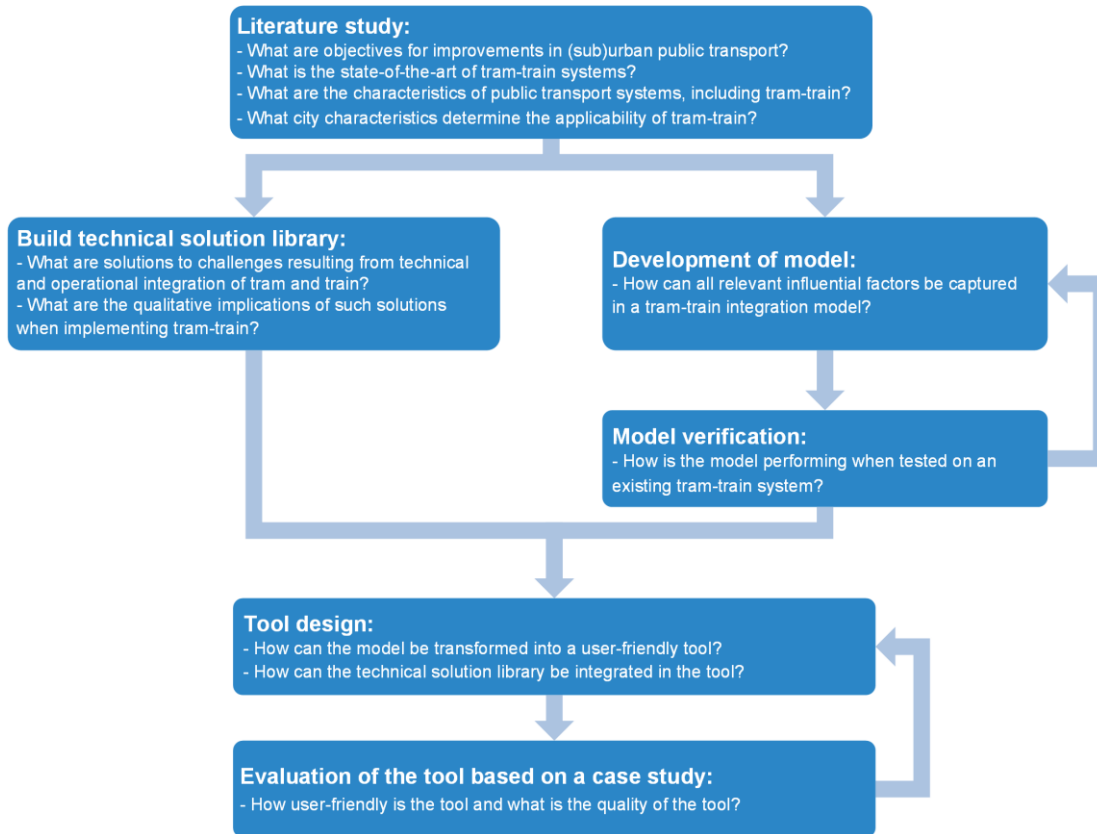 Literature study:
- What are objectives for improvements in (sub)urban public transport?
- What is the state-of-the-art of tram-train systems?
- What are the characteristics of public transport systems, including tram-train?
- What city characteristics determine the applicability of tram-train?
Build technical solution library:
- What are solutions to challenges resulting from technical
and operational integration of tram and train?
- What are the qualitative implications of such solutions
when implementing tram-train?
Development of model:
- How can all relevant influential factors be captured
in a tram-train integration model?
Model verification:
- How is the model performing when tested on an
existing tram-train system?
Tool design:
- How can the model be transformed into a user-friendly tool?
- How can the technical solution library be integrated in the tool?
Evaluation of the tool based on a case study:
- How user-friendly is the tool and what is the quality of the tool?